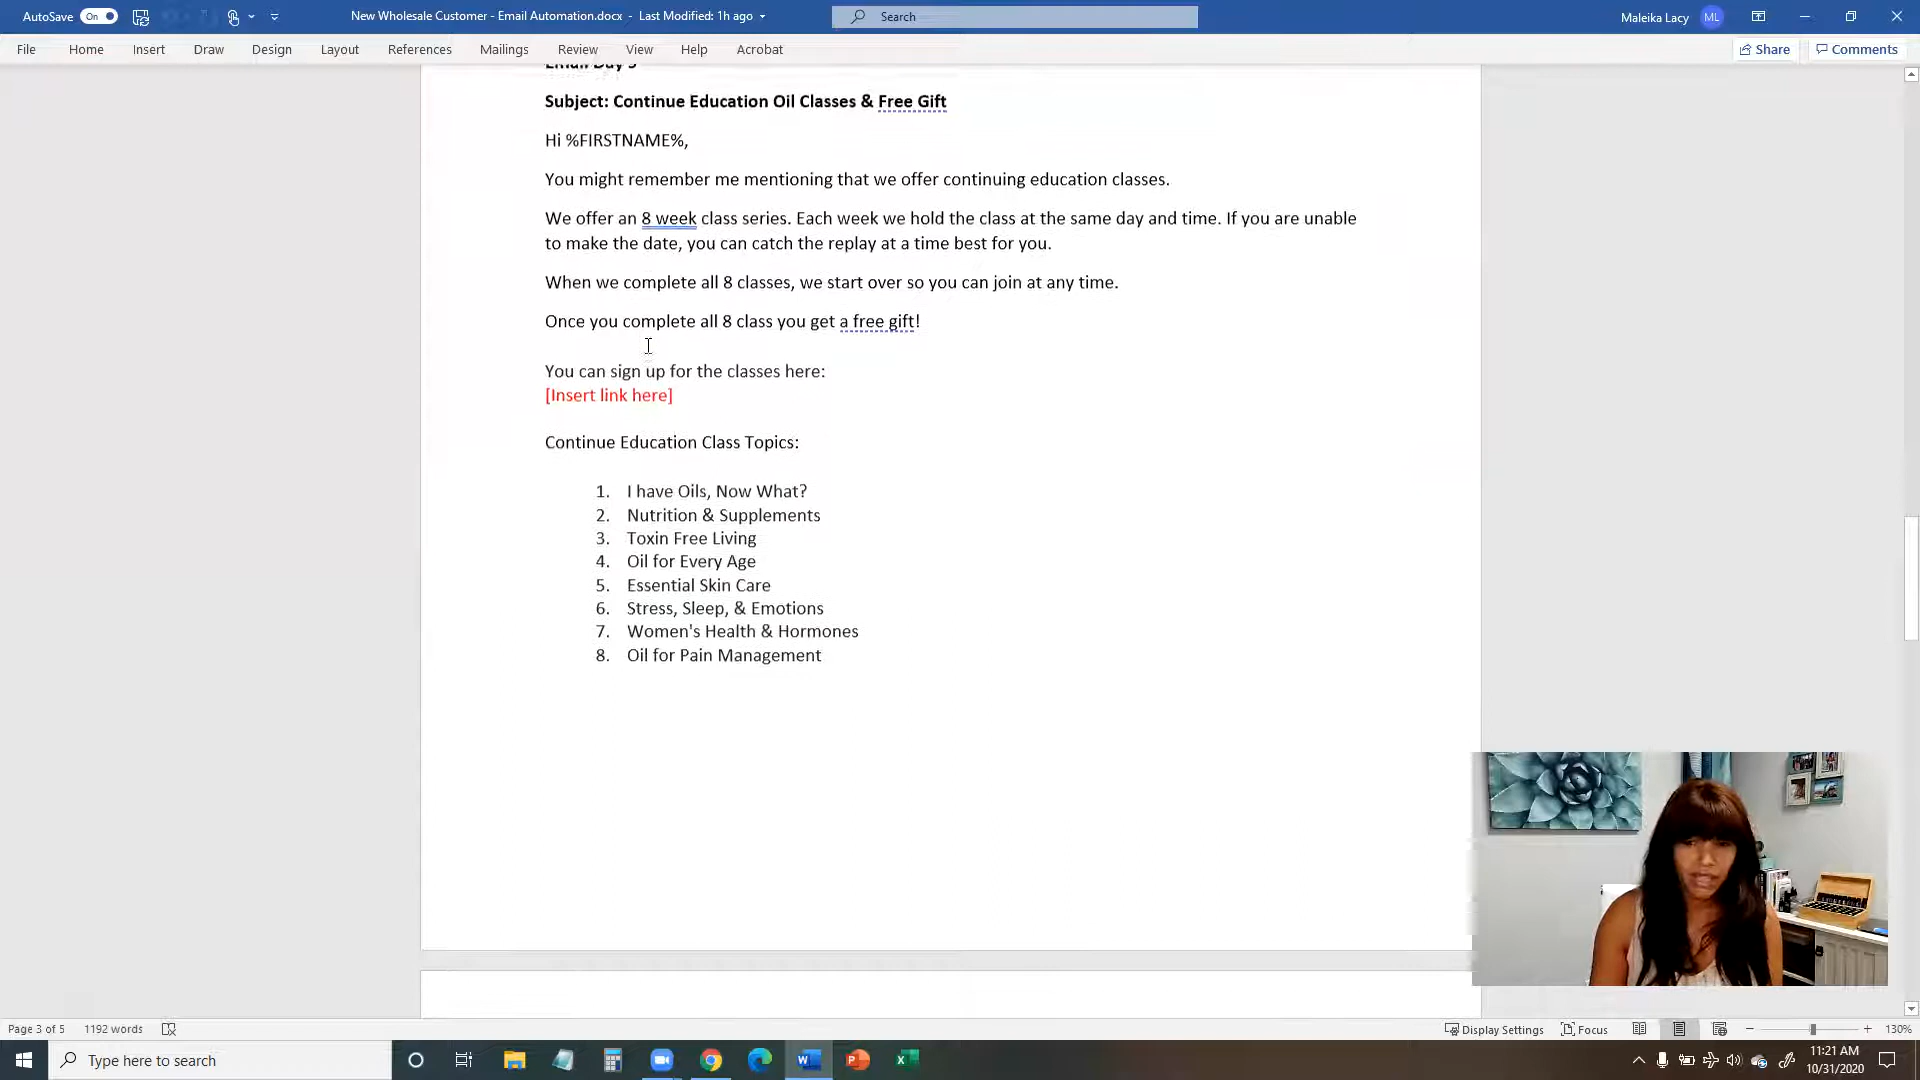 AutoSave On New Wholesale Customer - Email Automation.docx - Last Modified: 1h ago Search Maleika Lacy ML
File Home Insert Draw Design Layout References Mailings Review View Help Acrobat Share Comments
Email Day 5
Subject: Continue Education Oil Classes & Free Gift
Hi %FIRSTNAME%,
You might remember me mentioning that we offer continuing education classes.
We offer an 8 week class series. Each week we hold the class at the same day and time. If you are unable
to make the date, you can catch the replay at a time best for you.
When we complete all 8 classes, we start over so you can join at any time.
Once you complete all 8 class you get a free gift!
You can sign up for the classes here:
[Insert link here]
Continue Education Class Topics:
1. I have Oils, Now What?
2. Nutrition & Supplements
3. Toxin Free Living
4. Oil for Every Age
5. Essential Skin Care
6. Stress, Sleep, & Emotions
7. Women's Health & Hormones
8. Oil for Pain Management
Page 3 of 5 1192 words Display Settings Focus 130%
Type here to search 11:21 AM
10/31/2020